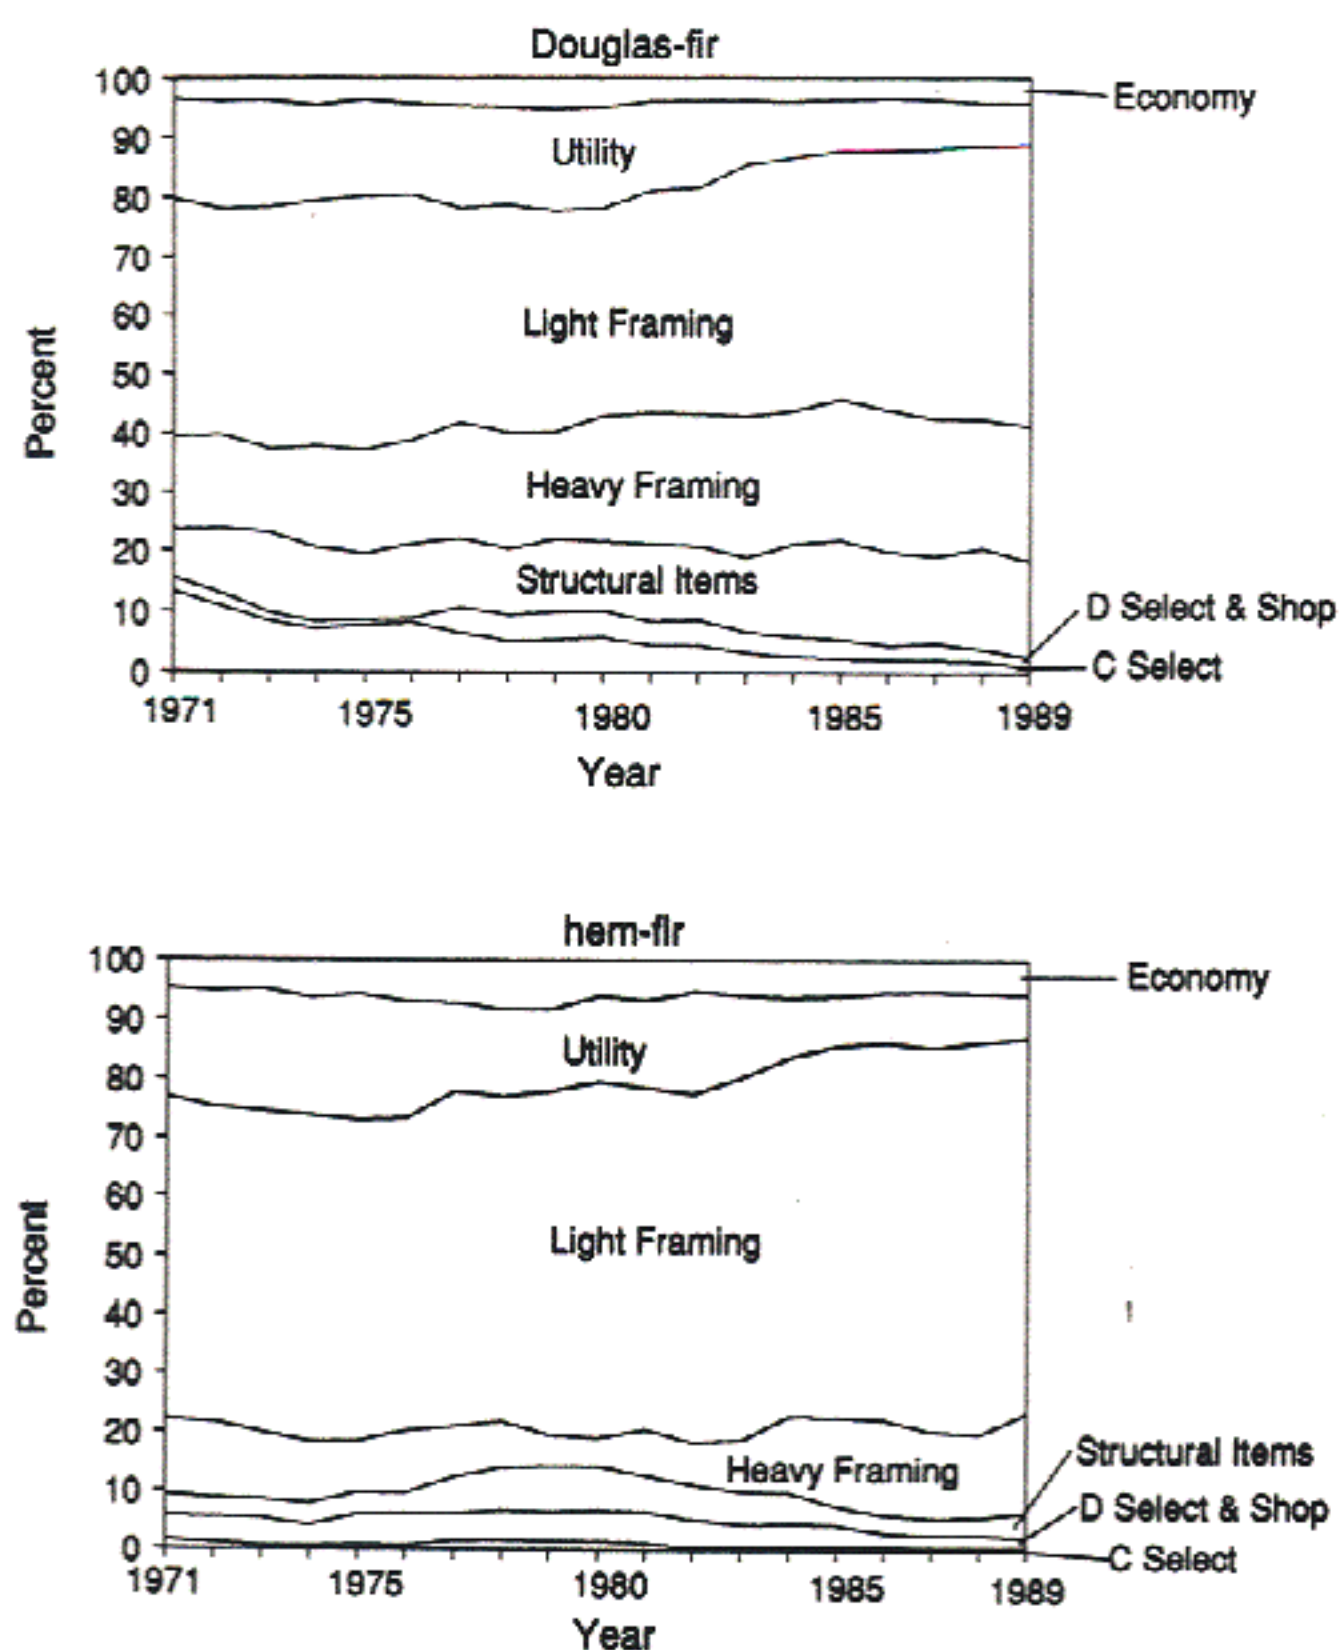 Douglas-fir
100
90
80
70
60
50
40
30
20
10
0
Percent
Economy
Utility
Light Framing
Heavy Framing
Structural Items
D Select & Shop
C Select
1971 1975 1980 1985 1989
Year
hem-fir
100
90
80
70
60
50
40
30
20
10
0
Percent
Economy
Utility
Light Framing
Heavy Framing
Structural Items
D Select & Shop
C Select
1971 1975 1980 1985 1989
Year